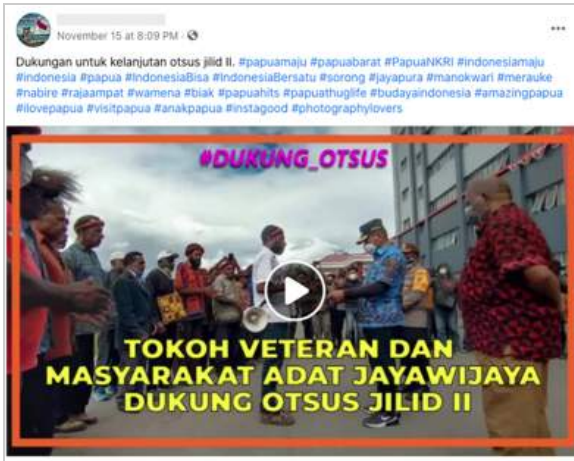 November 15 at 8:09 PM ·
Dukungan untuk kelanjutan otsus jilid II. #papuamaju #papuabarat #PapuaNKRI #indonesiamaju
#indonesia #papua #IndonesiaBisa #IndonesiaBersatu #sorong #jayapura #manokwari #merauke
#nabire #rajaampat #wamena #biak #papuahits #papuathuglife #budayaindonesia #amazingpapua
#ilovepapua #visitpapua #anakpapua #instagood #photographylovers
#DUKUNG_OTSUS
TOKOH VETERAN DAN
MASYARAKAT ADAT JAYAWIJAYA
DUKUNG OTSUS JILID II